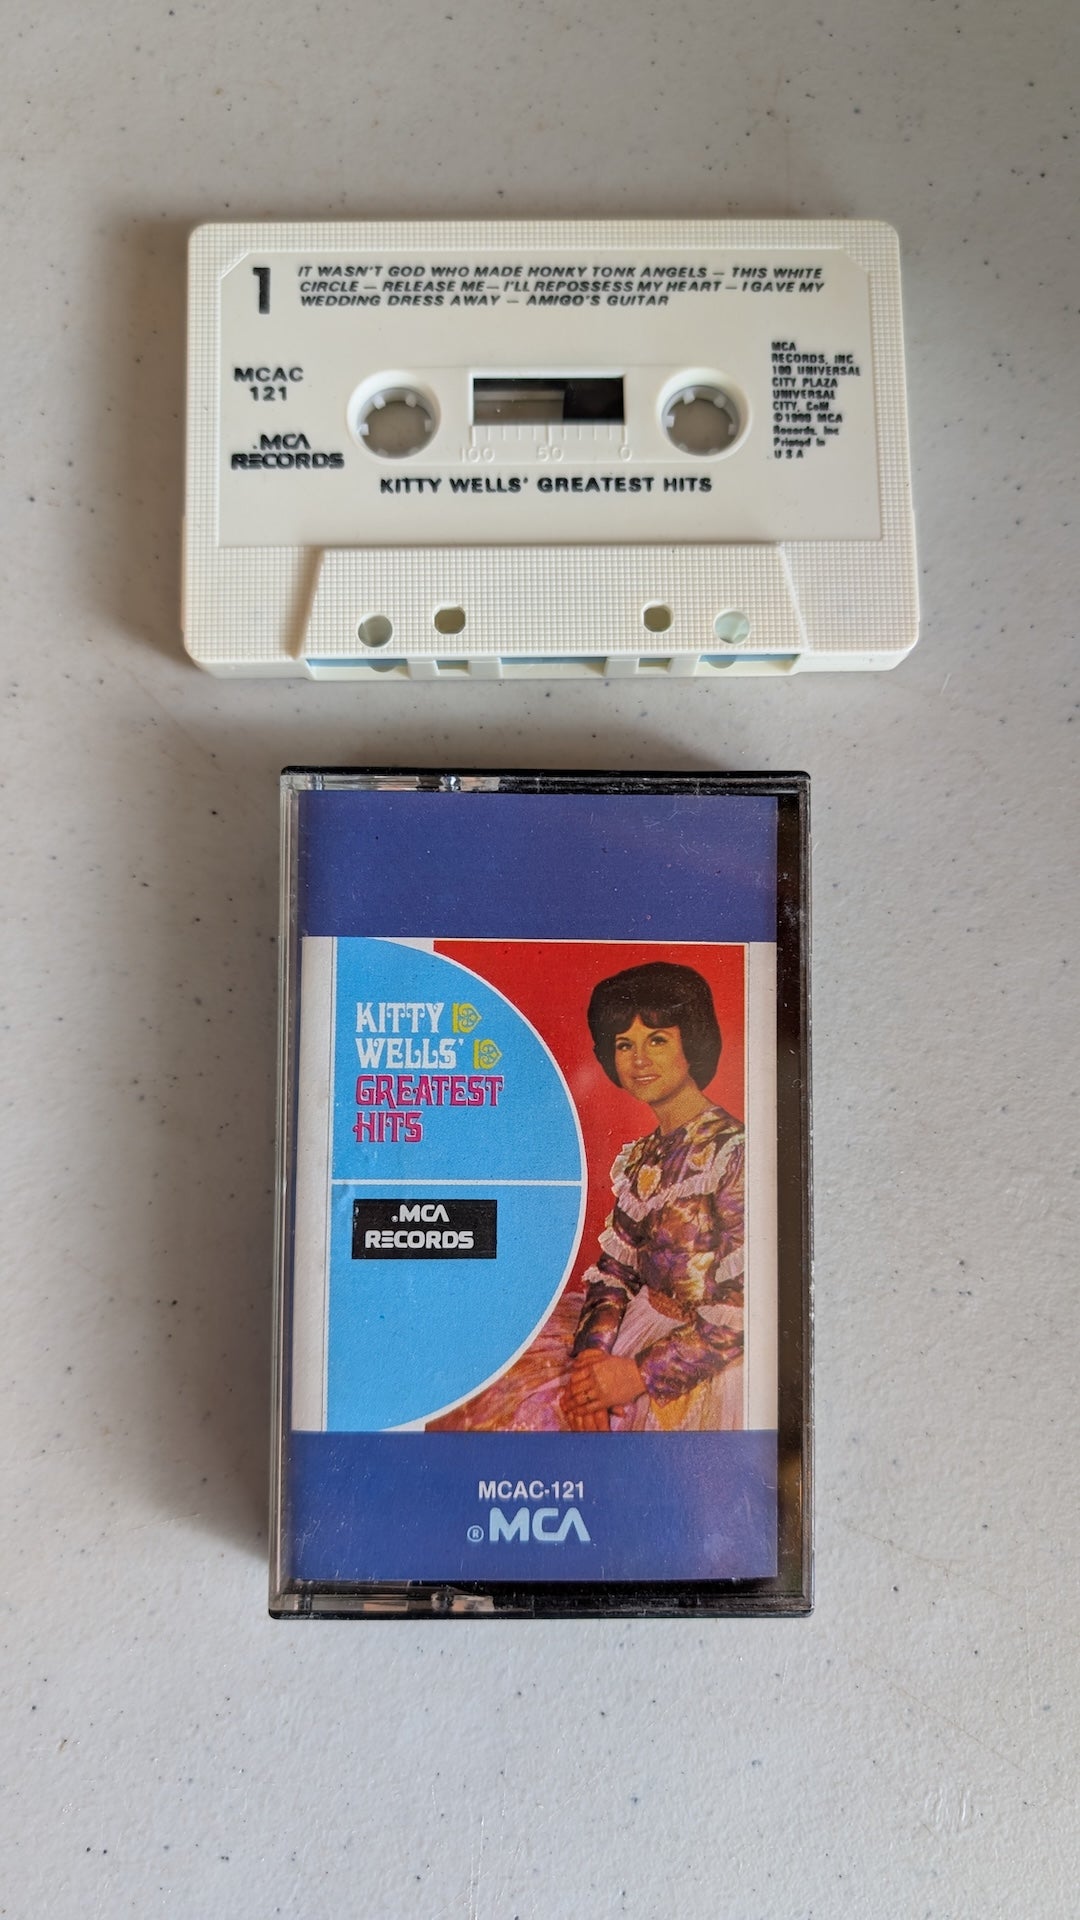 1
IT WASN'T GOD WHO MADE HONKY TONK ANGELS – THIS WHITE
CIRCLE – RELEASE ME – I'LL REPOSSESS MY HEART – I GAVE MY
WEDDING DRESS AWAY – AMIGO'S GUITAR
MCAC
121
MCA
RECORDS
MCA
RECORDS, INC
100 UNIVERSAL
CITY PLAZA
UNIVERSAL
CITY, Calif.
MCA
Records, Inc
Printed in
U S A
100 50 0
KITTY WELLS' GREATEST HITS
KITTY
WELLS'
GREATEST
HITS
MCA
RECORDS
MCAC-121
® MCA